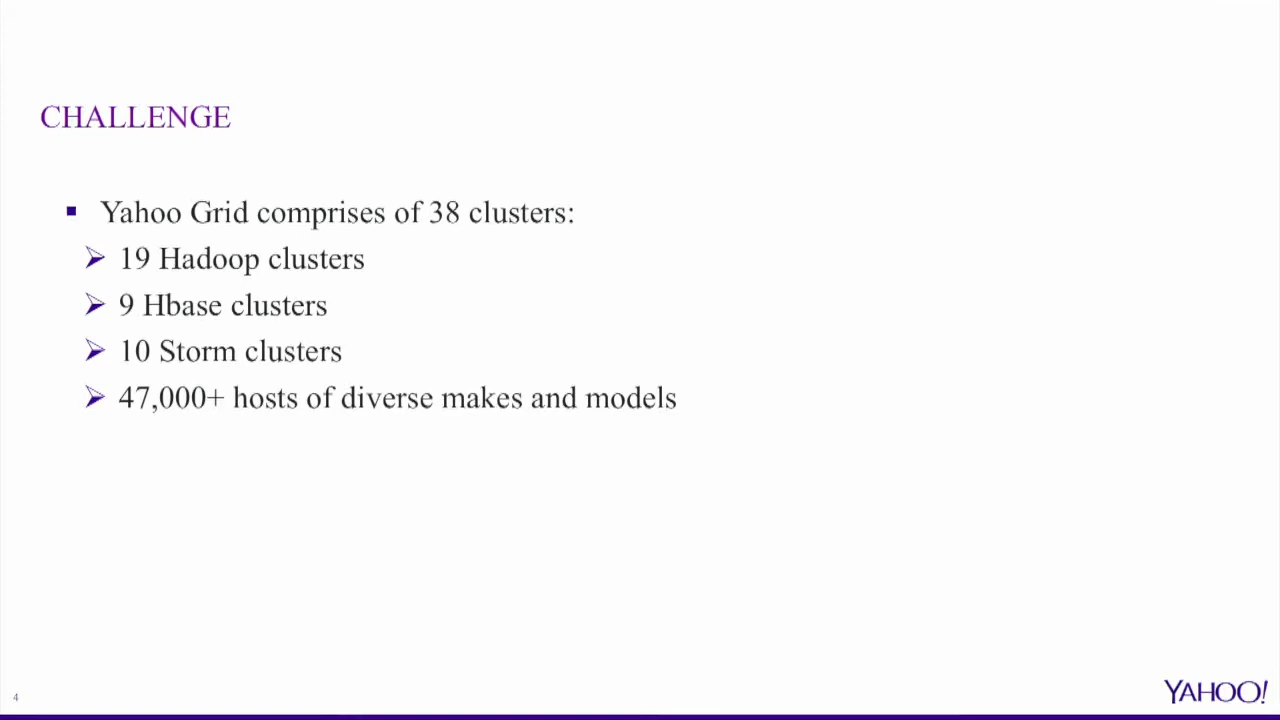 CHALLENGE
▪ Yahoo Grid comprises of 38 clusters:
➢ 19 Hadoop clusters
➢ 9 Hbase clusters
➢ 10 Storm clusters
➢ 47,000+ hosts of diverse makes and models
4
YAHOO!